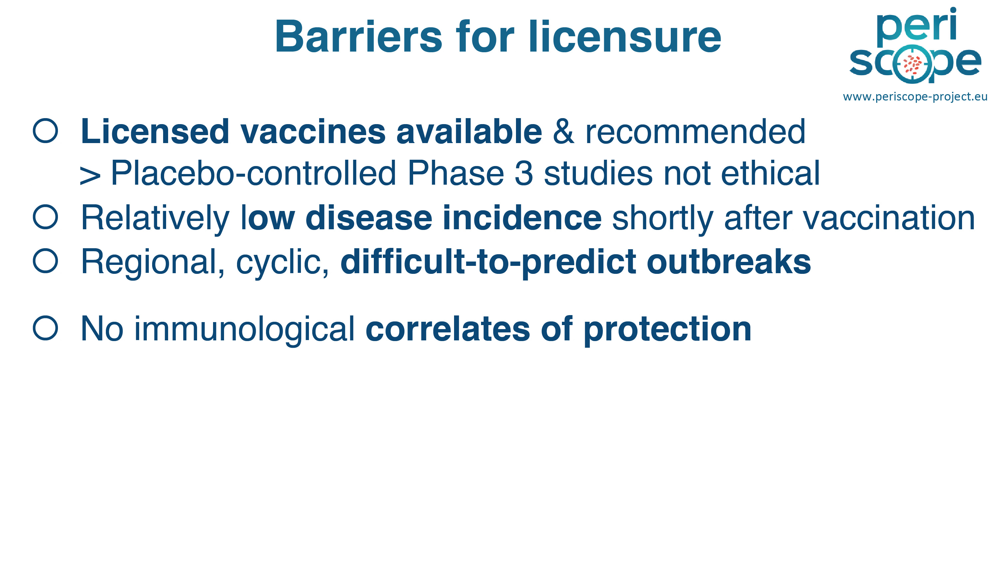 Barriers for licensure
peri
scope
www.periscope-project.eu
Licensed vaccines available & recommended
> Placebo-controlled Phase 3 studies not ethical
Relatively low disease incidence shortly after vaccination
Regional, cyclic, difficult-to-predict outbreaks
No immunological correlates of protection